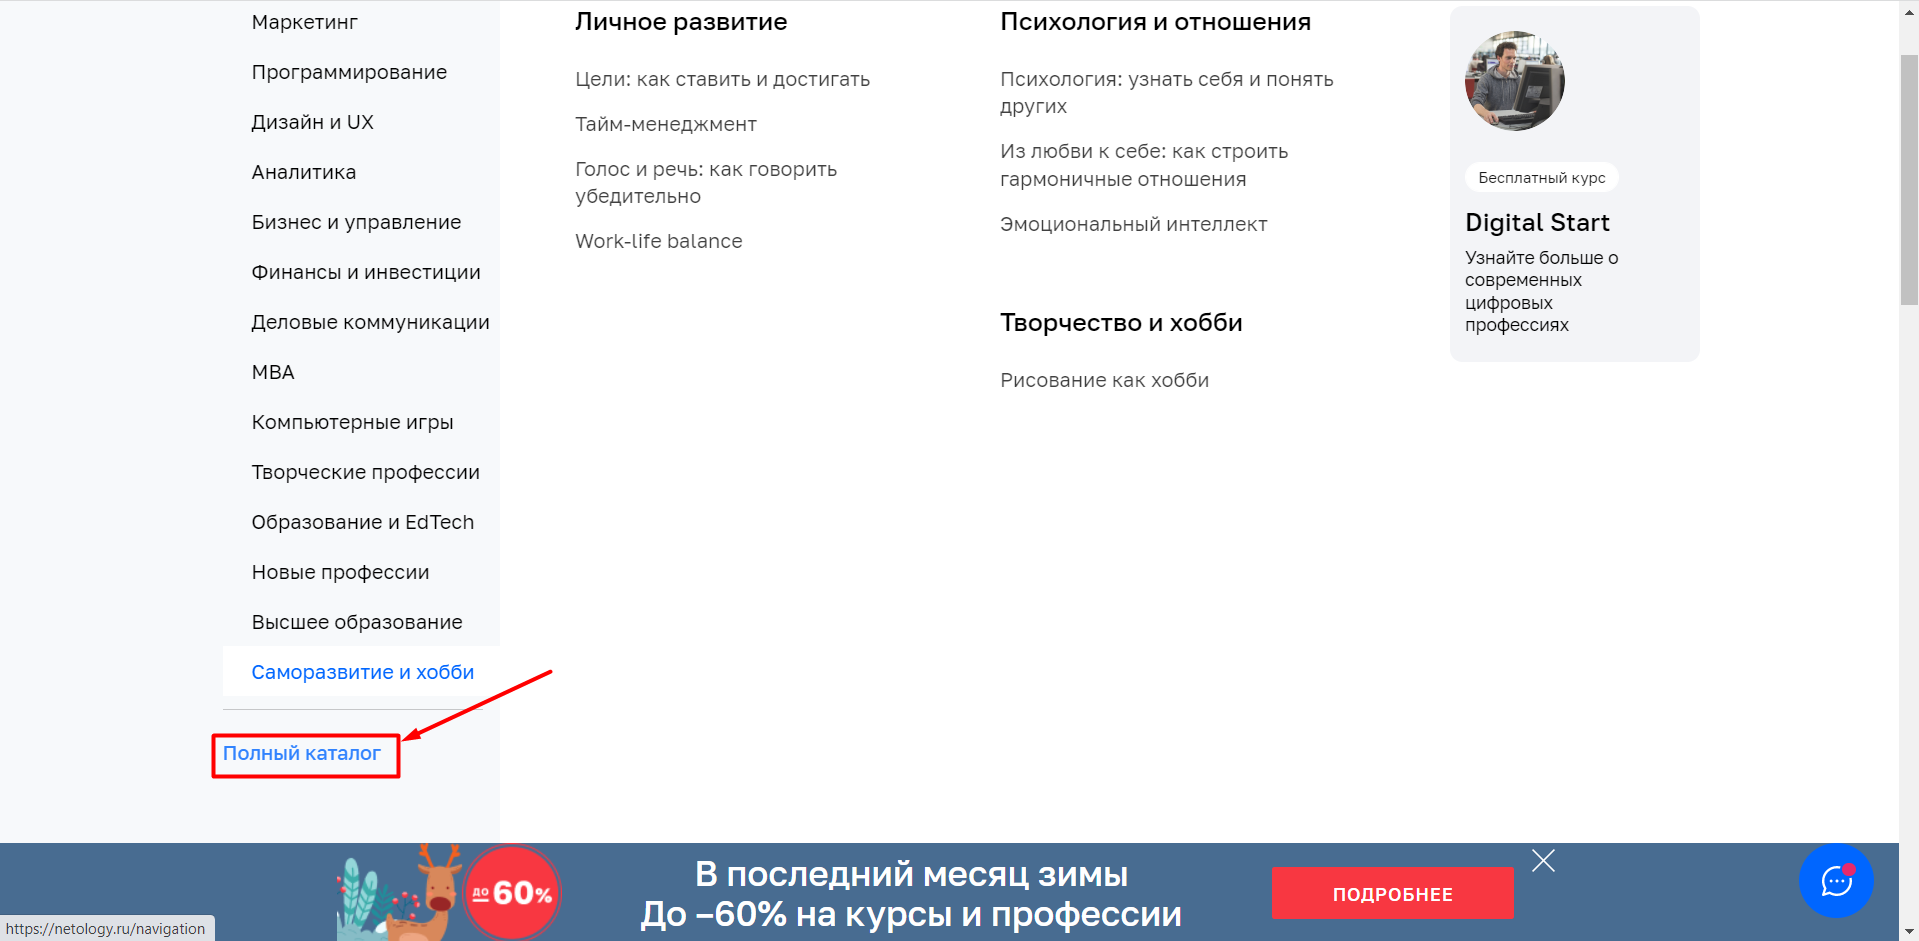 Маркетинг
Программирование
Дизайн и UX
Аналитика
Бизнес и управление
Финансы и инвестиции
Деловые коммуникации
MBA
Компьютерные игры
Творческие профессии
Образование и EdTech
Новые профессии
Высшее образование
Саморазвитие и хобби
Полный каталог
Личное развитие
Цели: как ставить и достигать
Тайм-менеджмент
Голос и речь: как говорить
убедительно
Work-life balance
Психология и отношения
Психология: узнать себя и понять
других
Из любви к себе: как строить
гармоничные отношения
Эмоциональный интеллект
Творчество и хобби
Рисование как хобби
Бесплатный курс
Digital Start
Узнайте больше о
современных
цифровых
профессиях
до 60%
В последний месяц зимы
До –60% на курсы и профессии
ПОДРОБНЕЕ
https://netology.ru/navigation